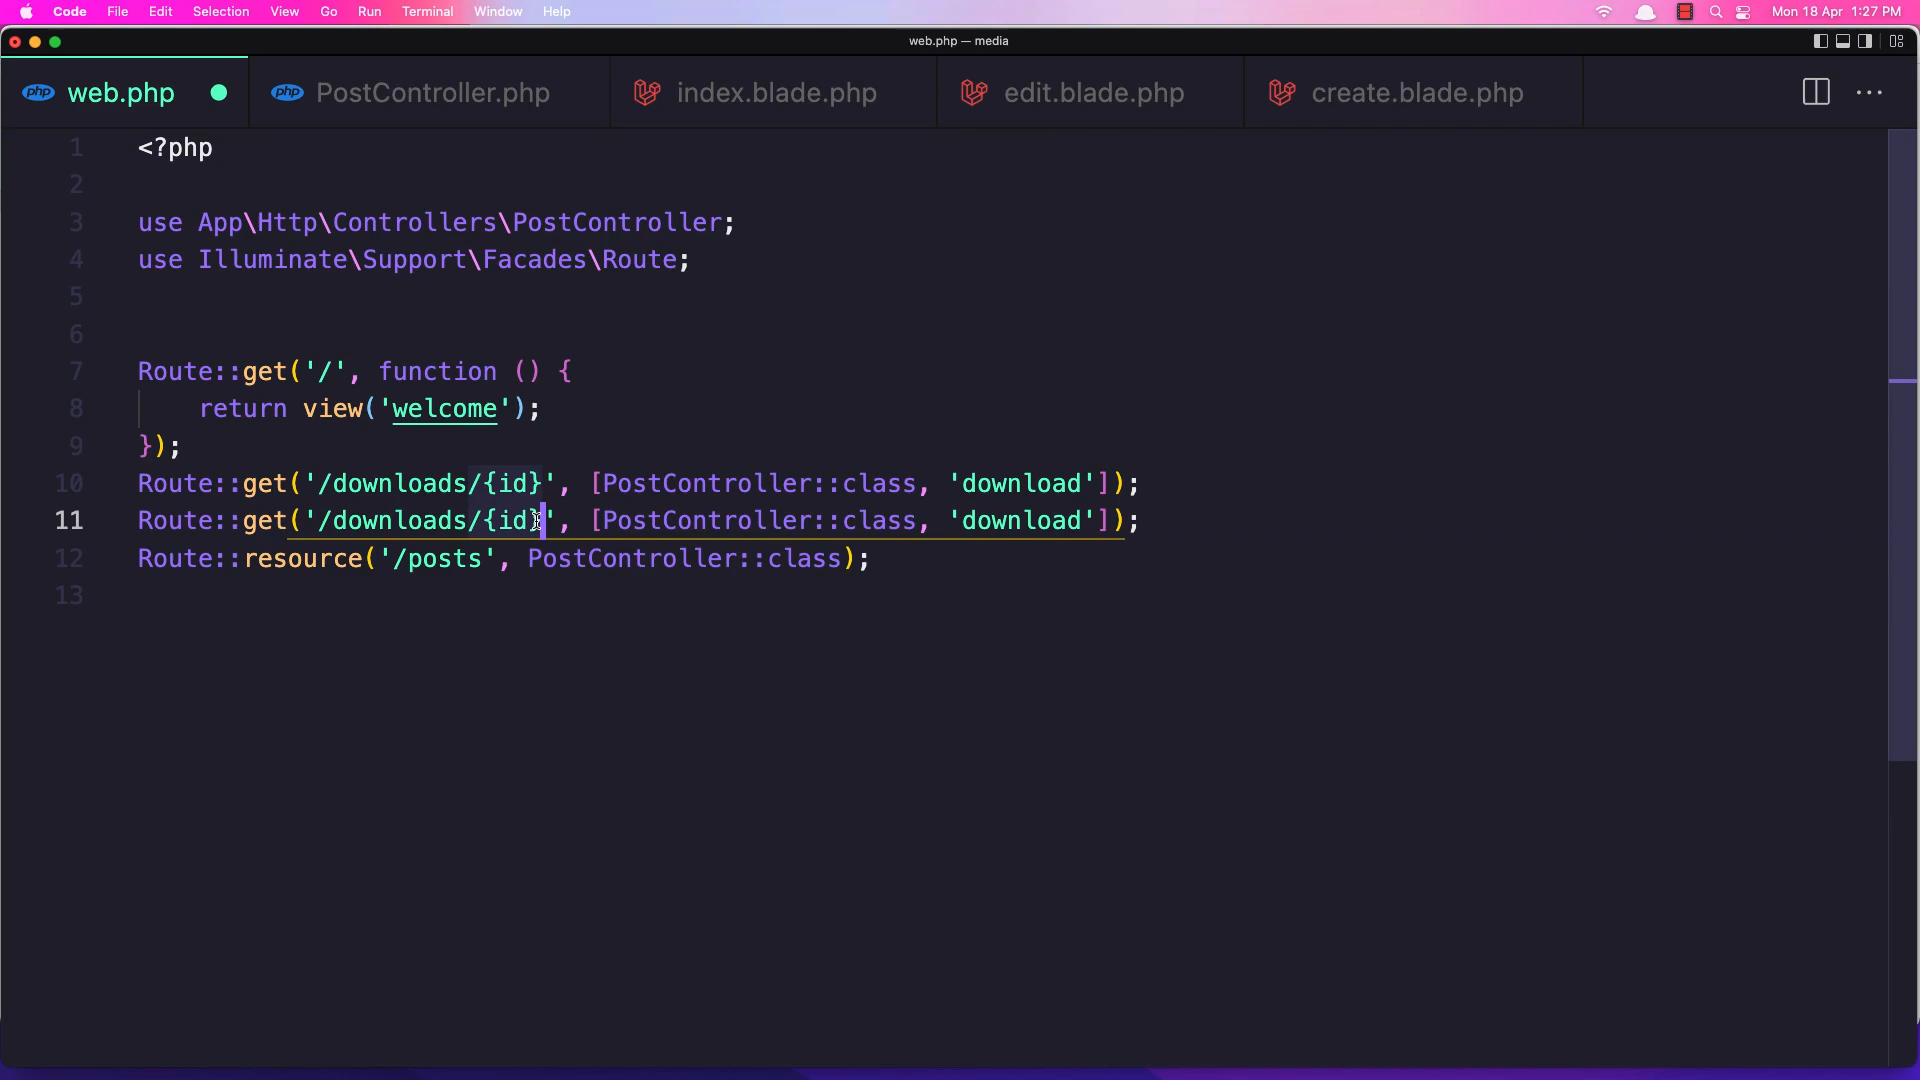 Code File Edit Selection View Go Run Terminal Window Help Mon 18 Apr 1:27 PM
web.php — media
php web.php php PostController.php index.blade.php edit.blade.php create.blade.php
1 <?php
2
3 use App\Http\Controllers\PostController;
4 use Illuminate\Support\Facades\Route;
5
6
7 Route::get('/', function () {
8     return view('welcome');
9 });
10 Route::get('/downloads/{id}', [PostController::class, 'download']);
11 Route::get('/downloads/{id}', [PostController::class, 'download']);
12 Route::resource('/posts', PostController::class);
13